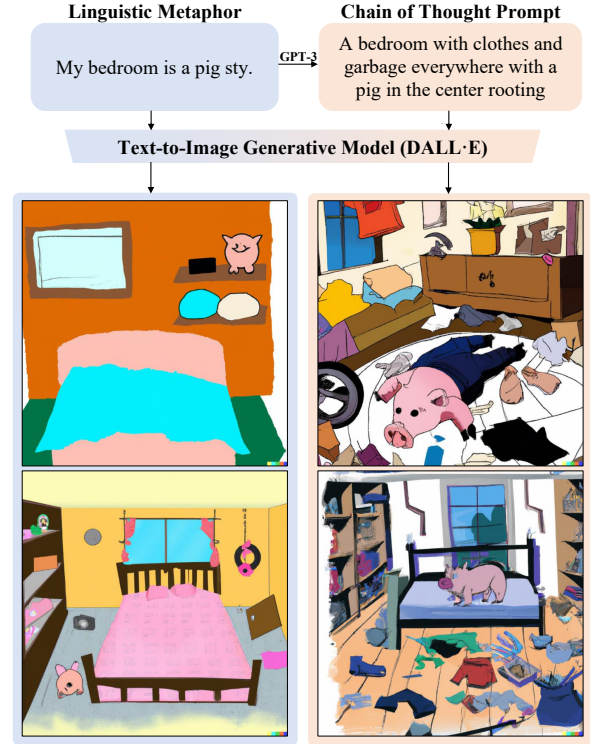 Linguistic Metaphor
Chain of Thought Prompt
My bedroom is a pig sty.
GPT-3
A bedroom with clothes and
garbage everywhere with a
pig in the center rooting
Text-to-Image Generative Model (DALL·E)